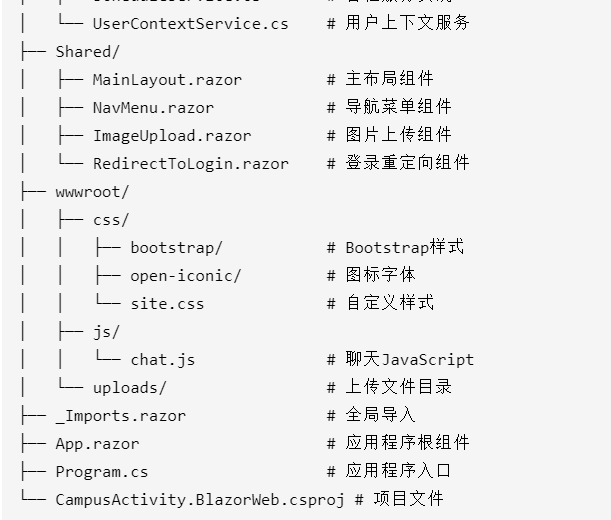 │   └── UserContextService.cs    # 用户上下文服务
├── Shared/
│   ├── MainLayout.razor         # 主布局组件
│   ├── NavMenu.razor            # 导航菜单组件
│   ├── ImageUpload.razor        # 图片上传组件
│   └── RedirectToLogin.razor    # 登录重定向组件
├── wwwroot/
│   ├── css/
│   │   ├── bootstrap/           # Bootstrap样式
│   │   ├── open-iconic/         # 图标字体
│   │   └── site.css             # 自定义样式
│   ├── js/
│   │   └── chat.js              # 聊天JavaScript
│   └── uploads/                 # 上传文件目录
├── _Imports.razor               # 全局导入
├── App.razor                    # 应用程序根组件
├── Program.cs                   # 应用程序入口
└── CampusActivity.BlazorWeb.csproj # 项目文件